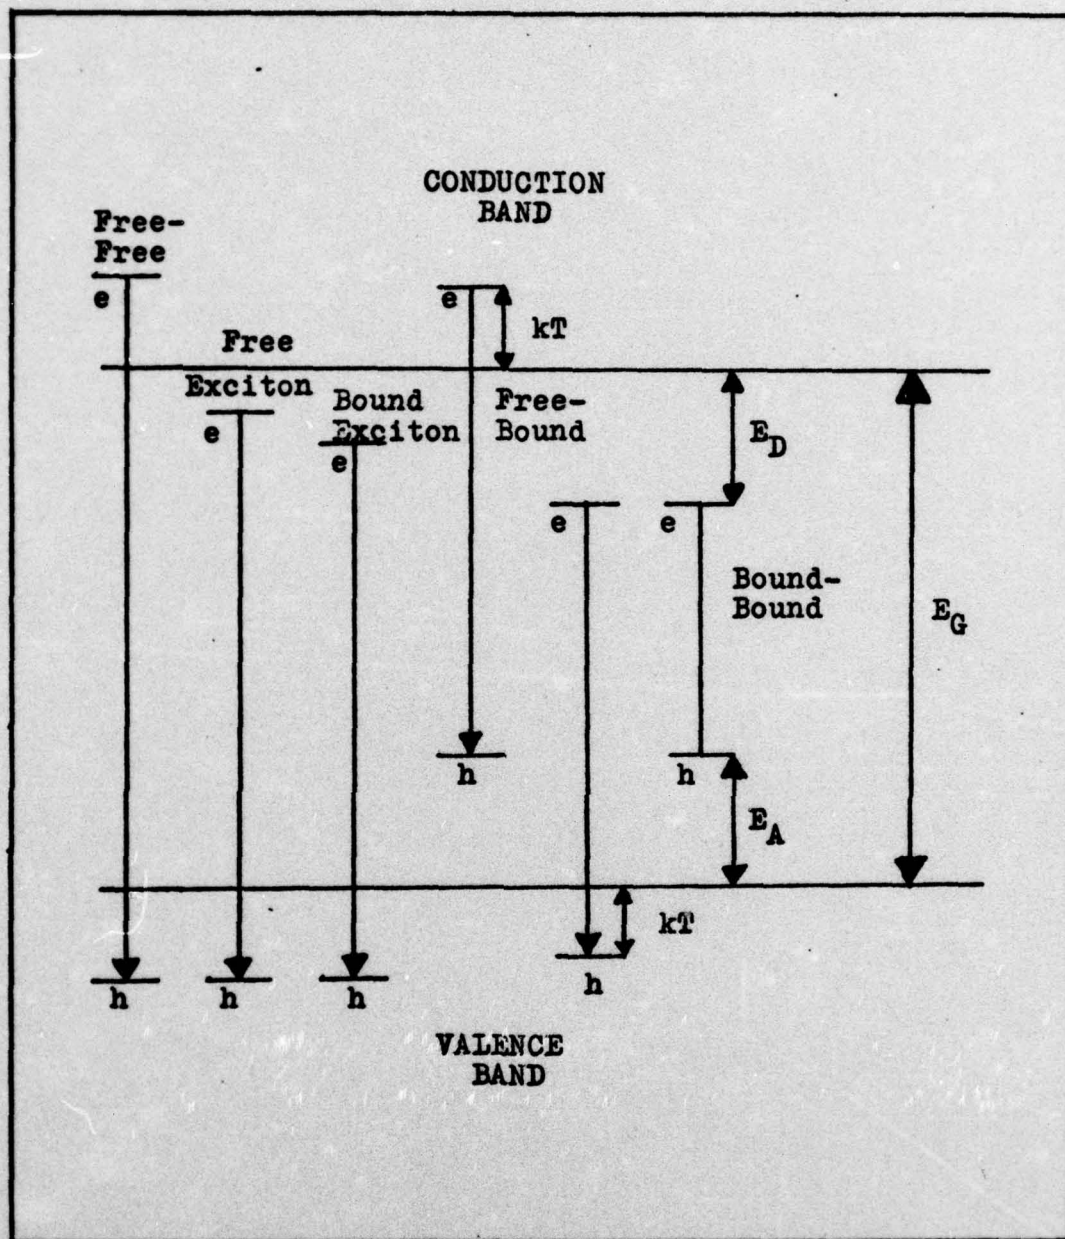 CONDUCTION
BAND
Free-
Free
e
e
kT
Free
Exciton
e
Bound
Exciton
e
Free-
Bound
E_D
e
e
Bound-
Bound
E_G
h
h
E_A
kT
h
h
h
h
VALENCE
BAND